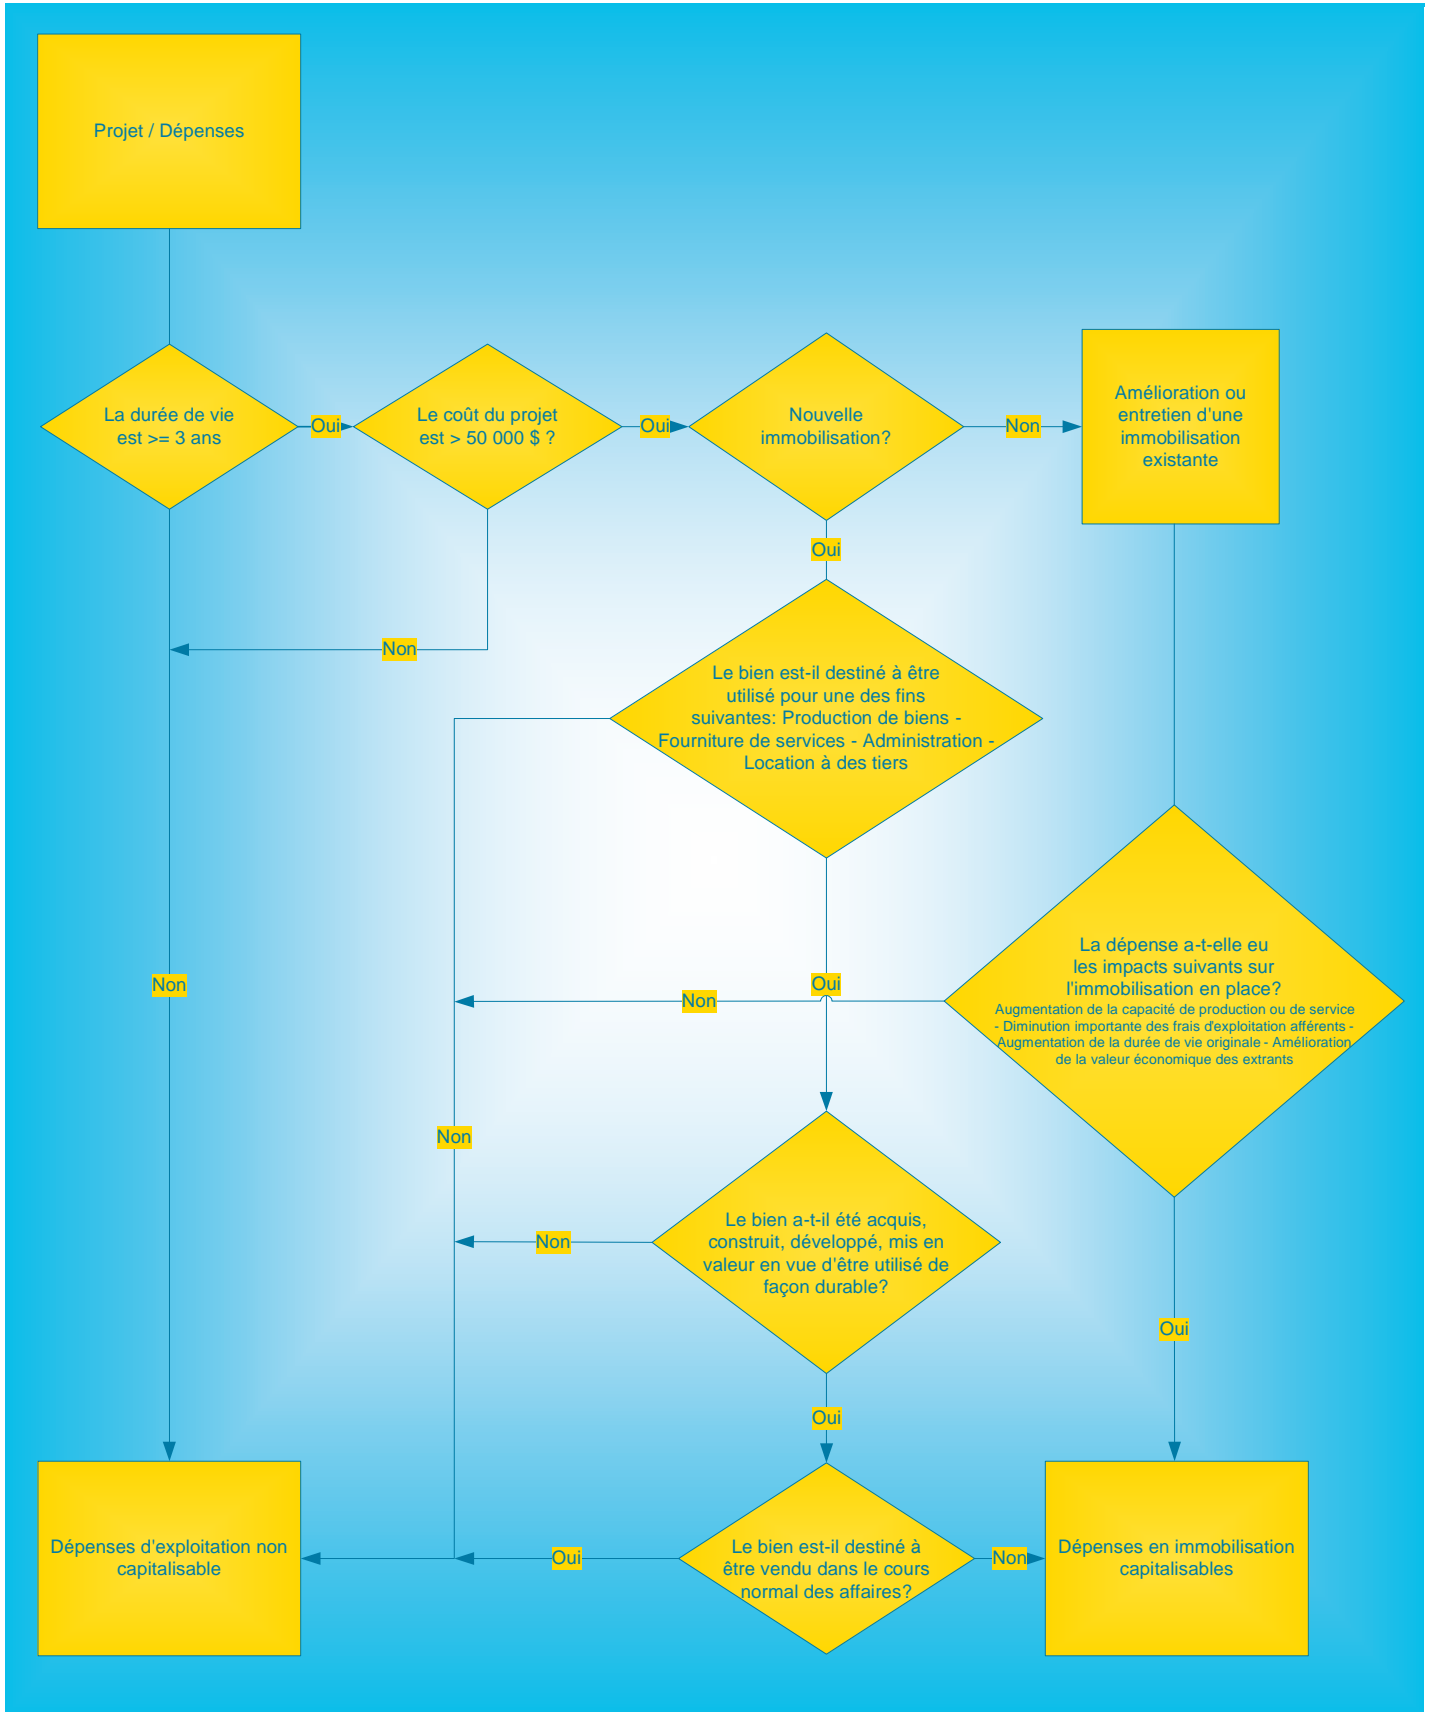 Projet / Dépenses
La durée de vie
est >= 3 ans
Oui
Le coût du projet
est > 50 000 $ ?
Oui
Nouvelle
immobilisation?
Non
Amélioration ou
entretien d'une
immobilisation
existante
Oui
Non
Le bien est-il destiné à être
utilisé pour une des fins
suivantes: Production de biens -
Fourniture de services - Administration -
Location à des tiers
La dépense a-t-elle eu
les impacts suivants sur
l'immobilisation en place?
Augmentation de la capacité de production ou de service
- Diminution importante des frais d'exploitation afférents -
Augmentation de la durée de vie originale - Amélioration
de la valeur économique des extrants
Non
Oui
Non
Non
Le bien a-t-il été acquis,
construit, développé, mis en
valeur en vue d'être utilisé de
façon durable?
Non
Oui
Oui
Dépenses d'exploitation non
capitalisable
Oui
Le bien est-il destiné à
être vendu dans le cours
normal des affaires?
Non
Dépenses en immobilisation
capitalisables